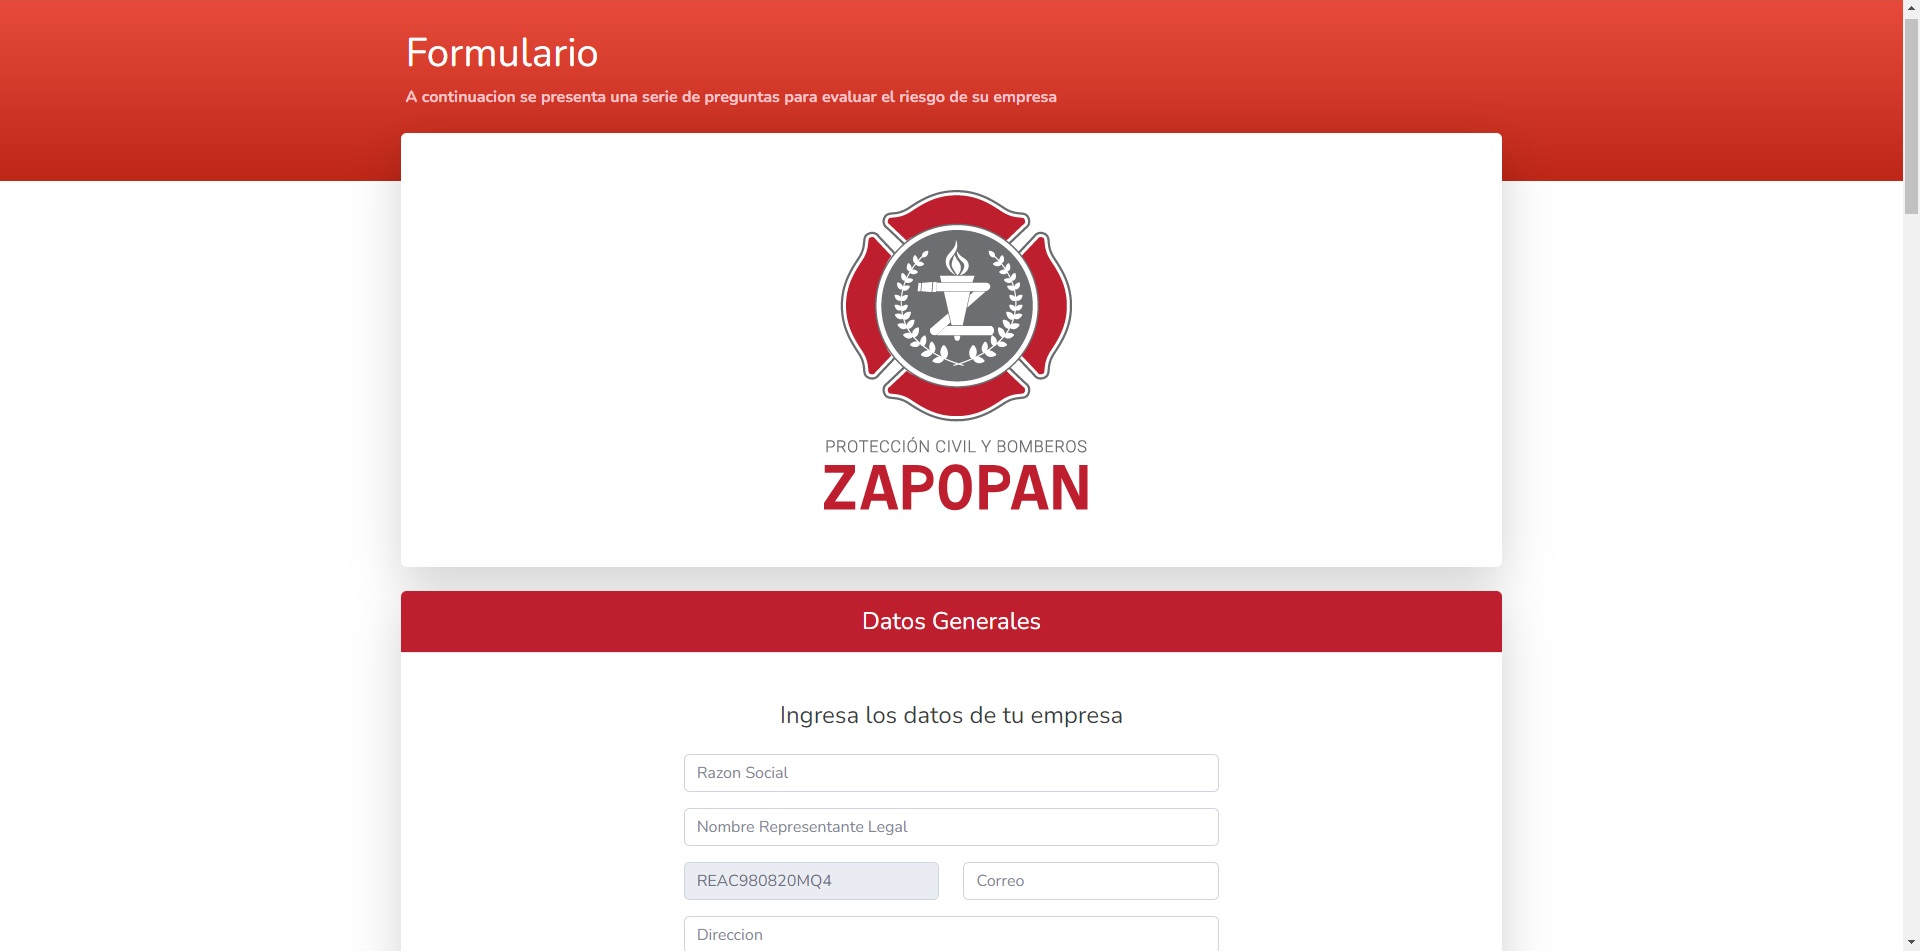 Formulario
A continuacion se presenta una serie de preguntas para evaluar el riesgo de su empresa
PROTECCIÓN CIVIL Y BOMBEROS
ZAPOPAN
Datos Generales
Ingresa los datos de tu empresa
Razon Social
Nombre Representante Legal
REAC980820MQ4
Correo
Direccion